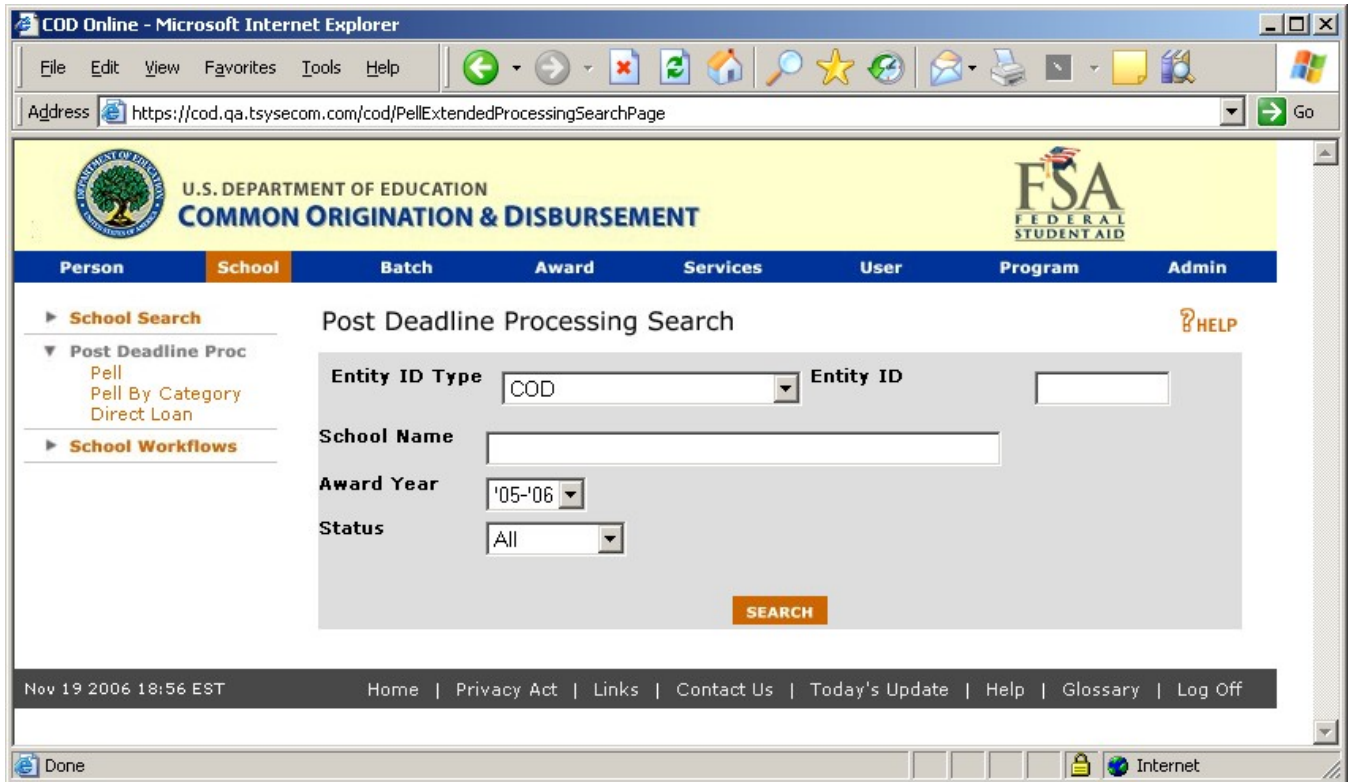 COD Online - Microsoft Internet Explorer
File Edit View Favorites Tools Help
Address https://cod.qa.tsysecom.com/cod/PellExtendedProcessingSearchPage Go
U.S. DEPARTMENT OF EDUCATION
COMMON ORIGINATION & DISBURSEMENT
FSA
FEDERAL
STUDENT AID
Person School Batch Award Services User Program Admin
School Search
Post Deadline Proc
Pell
Pell By Category
Direct Loan
School Workflows
Post Deadline Processing Search
HELP
Entity ID Type COD Entity ID
School Name
Award Year '05-'06
Status All
SEARCH
Nov 19 2006 18:56 EST Home | Privacy Act | Links | Contact Us | Today's Update | Help | Glossary | Log Off
Done Internet